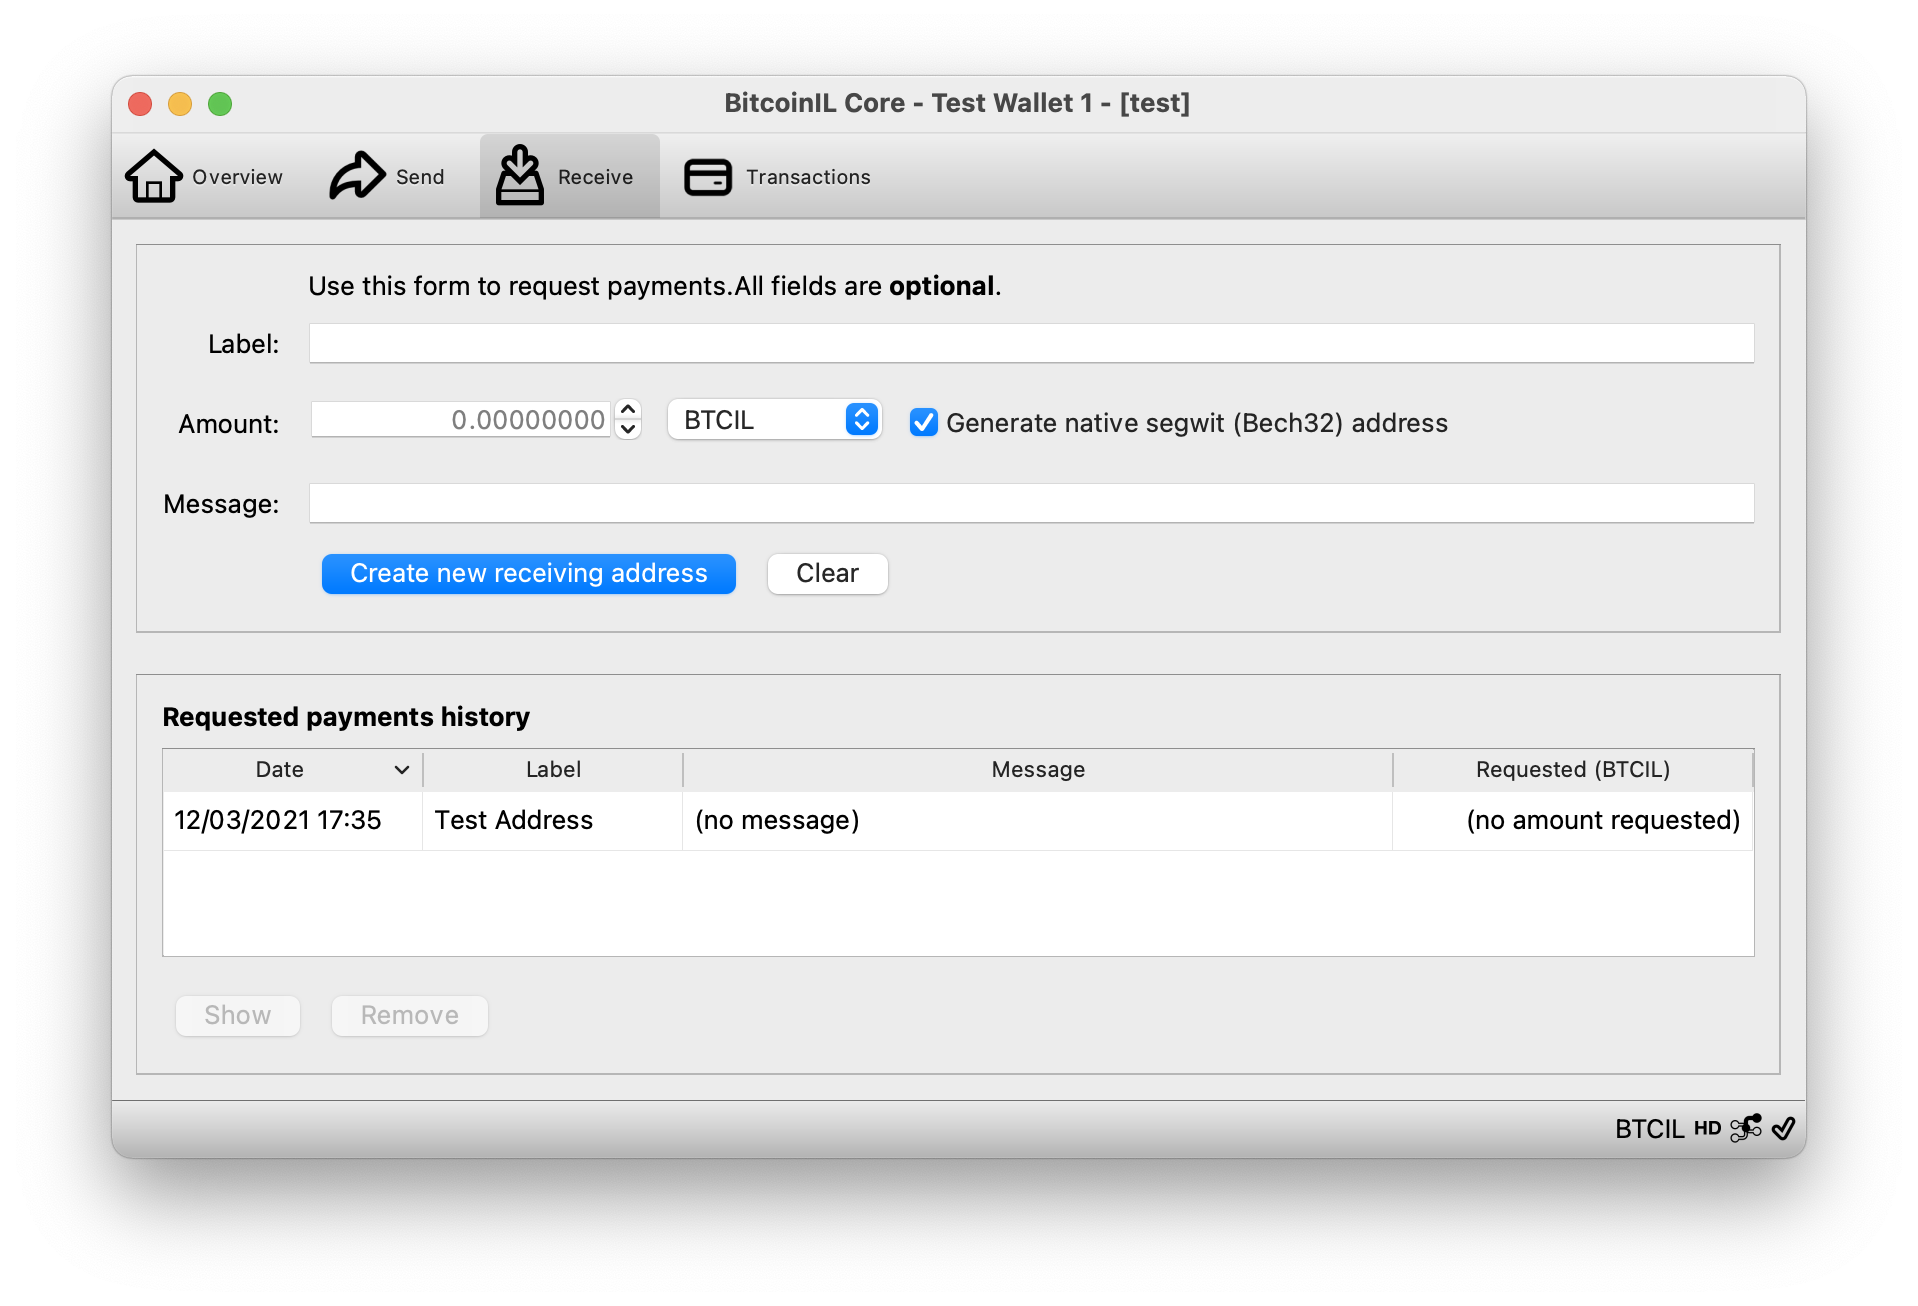 BitcoinIL Core - Test Wallet 1 - [test]
Overview Send Receive Transactions
Use this form to request payments.All fields are optional.
Label:
Amount: 0.00000000 BTCIL Generate native segwit (Bech32) address
Message:
Create new receiving address Clear
Requested payments history
Date Label Message Requested (BTCIL)
12/03/2021 17:35 Test Address (no message) (no amount requested)
Show Remove
BTCIL HD